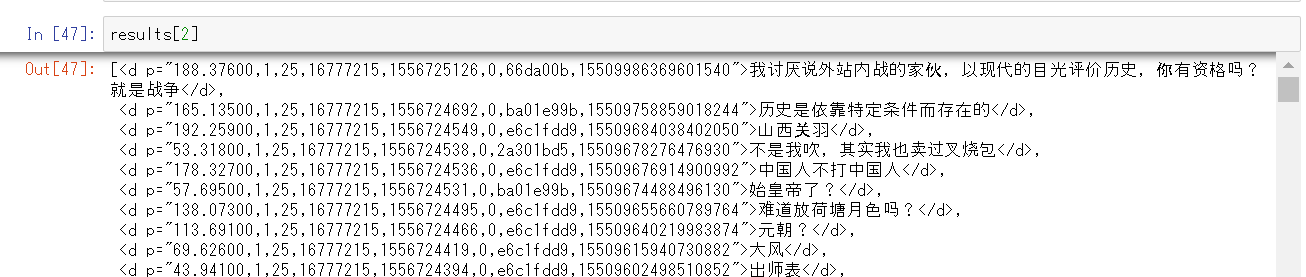 In [47]: results[2]
Out[47]: [<d p="188.37600,1,25,16777215,1556725126,0,66da00b,15509986369601540">我讨厌说外站内战的家伙，以现代的目光评价历史，你有资格吗？
就是战争</d>,
<d p="165.13500,1,25,16777215,1556724692,0,ba01e99b,15509758859018244">历史是依靠特定条件而存在的</d>,
<d p="192.25900,1,25,16777215,1556724549,0,e6c1fdd9,15509684038402050">山西关羽</d>,
<d p="53.31800,1,25,16777215,1556724538,0,2a301bd5,15509678276476930">不是我吹，其实我也卖过叉烧包</d>,
<d p="178.32700,1,25,16777215,1556724536,0,e6c1fdd9,15509676914900992">中国人不打中国人</d>,
<d p="57.69500,1,25,16777215,1556724531,0,ba01e99b,15509674488496130">始皇帝了？</d>,
<d p="138.07300,1,25,16777215,1556724495,0,e6c1fdd9,15509655660789764">难道放荷塘月色吗？</d>,
<d p="113.69100,1,25,16777215,1556724466,0,e6c1fdd9,15509640219983874">元朝？</d>,
<d p="69.62600,1,25,16777215,1556724419,0,e6c1fdd9,15509615940730882">大风</d>,
<d p="43.94100,1,25,16777215,1556724394,0,e6c1fdd9,15509602498510852">出师表</d>,